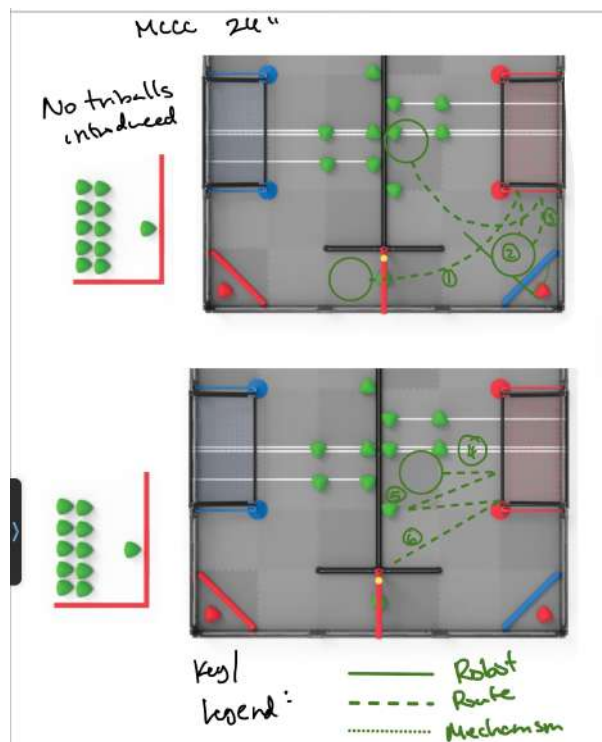 MCCC 24"
No triballs
introduced
①
②
③
④
⑤
⑥
Key/
Legend:
Robot
Route
Mechanism